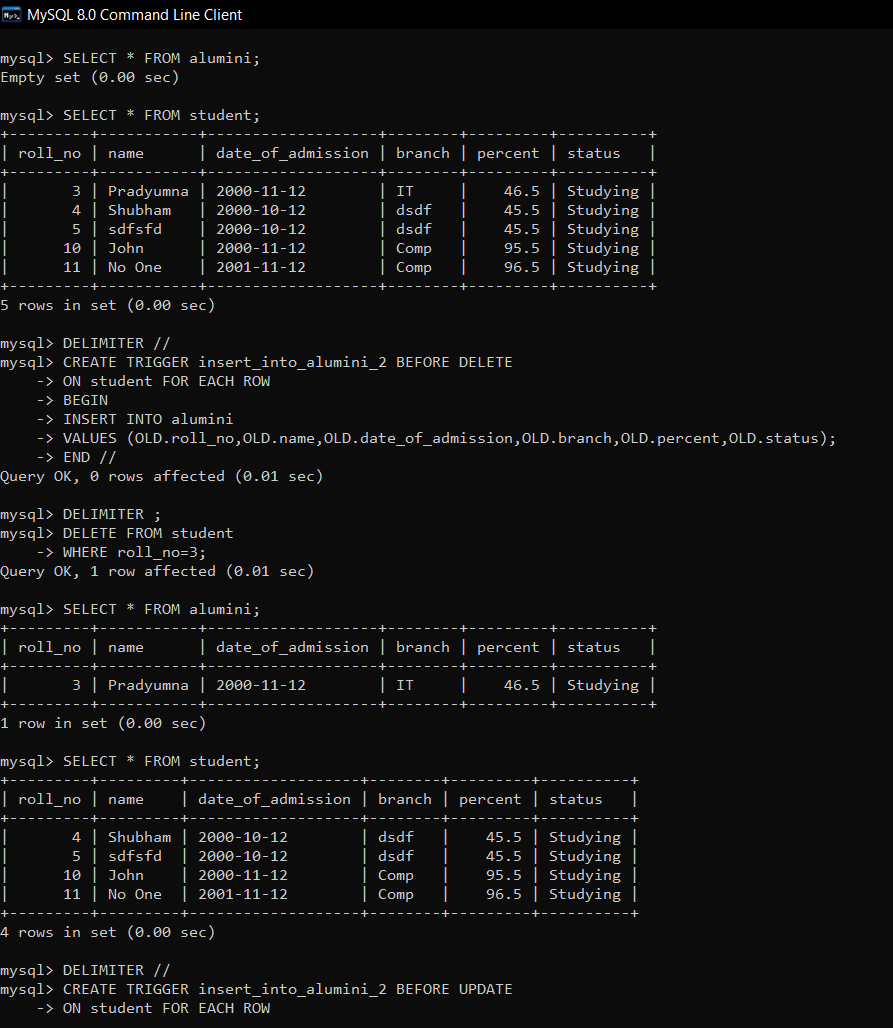 MySQL 8.0 Command Line Client
mysql> SELECT * FROM alumini;
Empty set (0.00 sec)
mysql> SELECT * FROM student;
+---------+-----------+-------------------+--------+---------+----------+
| roll_no | name      | date_of_admission | branch | percent | status   |
+---------+-----------+-------------------+--------+---------+----------+
|       3 | Pradyumna | 2000-11-12        | IT     |    46.5 | Studying |
|       4 | Shubham   | 2000-10-12        | dsdf   |    45.5 | Studying |
|       5 | sdfsfd    | 2000-10-12        | dsdf   |    45.5 | Studying |
|      10 | John      | 2000-11-12        | Comp   |    95.5 | Studying |
|      11 | No One    | 2001-11-12        | Comp   |    96.5 | Studying |
+---------+-----------+-------------------+--------+---------+----------+
5 rows in set (0.00 sec)
mysql> DELIMITER //
mysql> CREATE TRIGGER insert_into_alumini_2 BEFORE DELETE
    -> ON student FOR EACH ROW
    -> BEGIN
    -> INSERT INTO alumini
    -> VALUES (OLD.roll_no,OLD.name,OLD.date_of_admission,OLD.branch,OLD.percent,OLD.status);
    -> END //
Query OK, 0 rows affected (0.01 sec)
mysql> DELIMITER ;
mysql> DELETE FROM student
    -> WHERE roll_no=3;
Query OK, 1 row affected (0.01 sec)
mysql> SELECT * FROM alumini;
+---------+-----------+-------------------+--------+---------+----------+
| roll_no | name      | date_of_admission | branch | percent | status   |
+---------+-----------+-------------------+--------+---------+----------+
|       3 | Pradyumna | 2000-11-12        | IT     |    46.5 | Studying |
+---------+-----------+-------------------+--------+---------+----------+
1 row in set (0.00 sec)
mysql> SELECT * FROM student;
+---------+---------+-------------------+--------+---------+----------+
| roll_no | name    | date_of_admission | branch | percent | status   |
+---------+---------+-------------------+--------+---------+----------+
|       4 | Shubham | 2000-10-12        | dsdf   |    45.5 | Studying |
|       5 | sdfsfd  | 2000-10-12        | dsdf   |    45.5 | Studying |
|      10 | John    | 2000-11-12        | Comp   |    95.5 | Studying |
|      11 | No One  | 2001-11-12        | Comp   |    96.5 | Studying |
+---------+---------+-------------------+--------+---------+----------+
4 rows in set (0.00 sec)
mysql> DELIMITER //
mysql> CREATE TRIGGER insert_into_alumini_2 BEFORE UPDATE
    -> ON student FOR EACH ROW